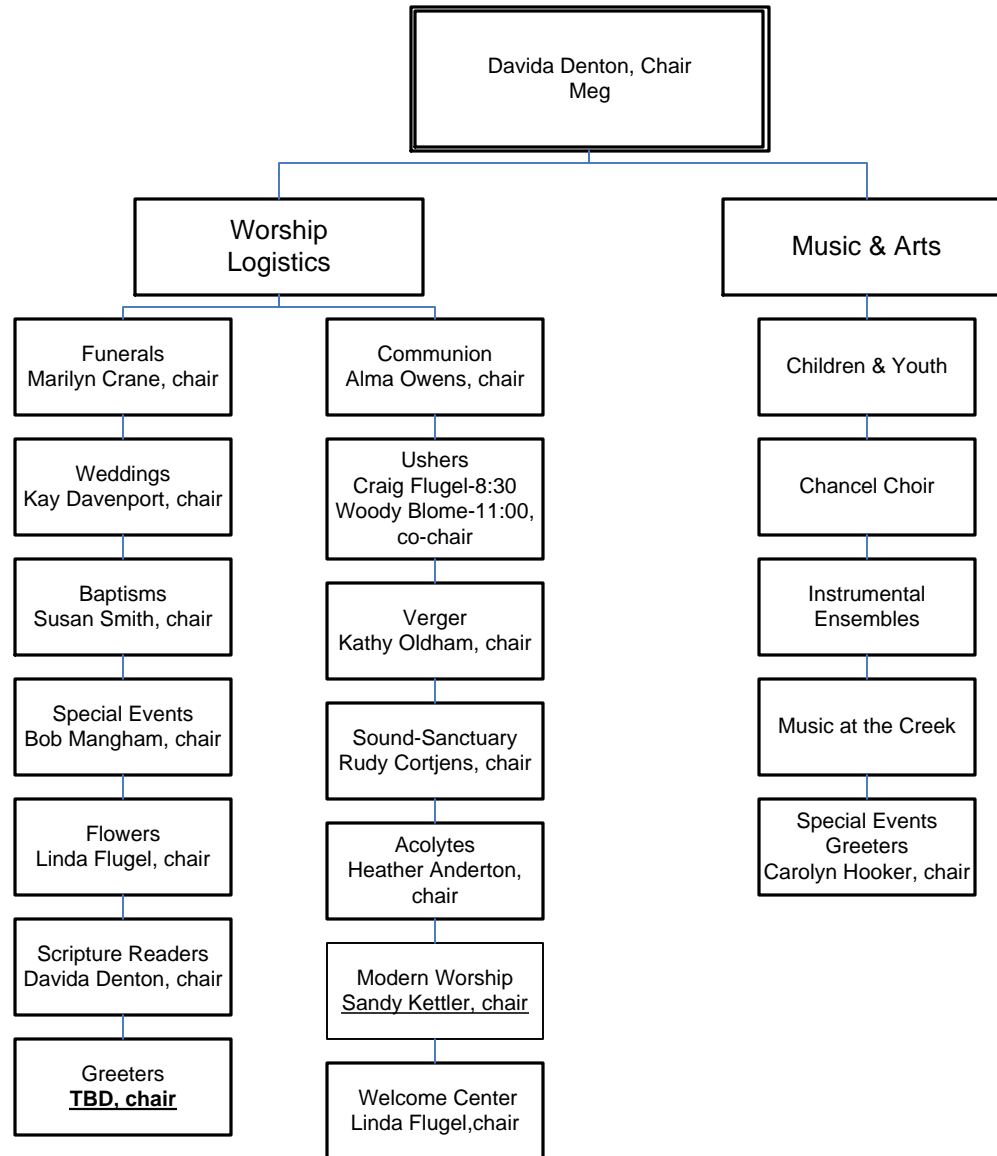 Davida Denton, Chair
Meg
Worship
Logistics
Music & Arts
Funerals
Marilyn Crane, chair
Weddings
Kay Davenport, chair
Baptisms
Susan Smith, chair
Special Events
Bob Mangham, chair
Flowers
Linda Flugel, chair
Scripture Readers
Davida Denton, chair
Greeters
TBD, chair
Communion
Alma Owens, chair
Ushers
Craig Flugel-8:30
Woody Blome-11:00,
co-chair
Verger
Kathy Oldham, chair
Sound-Sanctuary
Rudy Cortjens, chair
Acolytes
Heather Anderton,
chair
Modern Worship
Sandy Kettler, chair
Welcome Center
Linda Flugel,chair
Children & Youth
Chancel Choir
Instrumental
Ensembles
Music at the Creek
Special Events
Greeters
Carolyn Hooker, chair